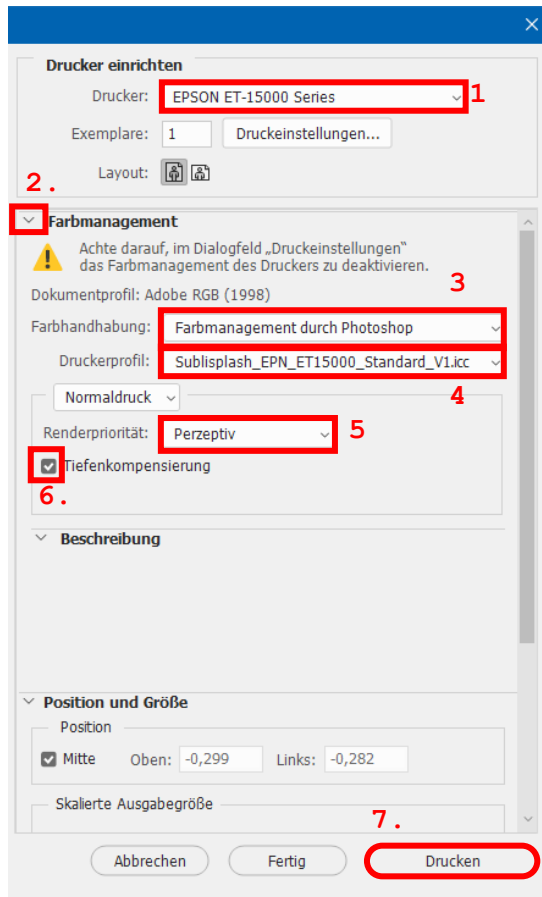 Drucker einrichten
Drucker: EPSON ET-15000 Series 1
Exemplare: 1 Druckeinstellungen...
Layout:
2.
Farbmanagement
Achte darauf, im Dialogfeld „Druckeinstellungen"
das Farbmanagement des Druckers zu deaktivieren.
3
Dokumentprofil: Adobe RGB (1998)
Farbhandhabung: Farbmanagement durch Photoshop
Druckerprofil: Sublisplash_EPN_ET15000_Standard_V1.icc
4
Normaldruck
Renderpriorität: Perzeptiv 5
Tiefenkompensierung
6.
Beschreibung
Position und Größe
Position
Mitte Oben: -0,299 Links: -0,282
Skalierte Ausgabegröße
7.
Abbrechen Fertig Drucken